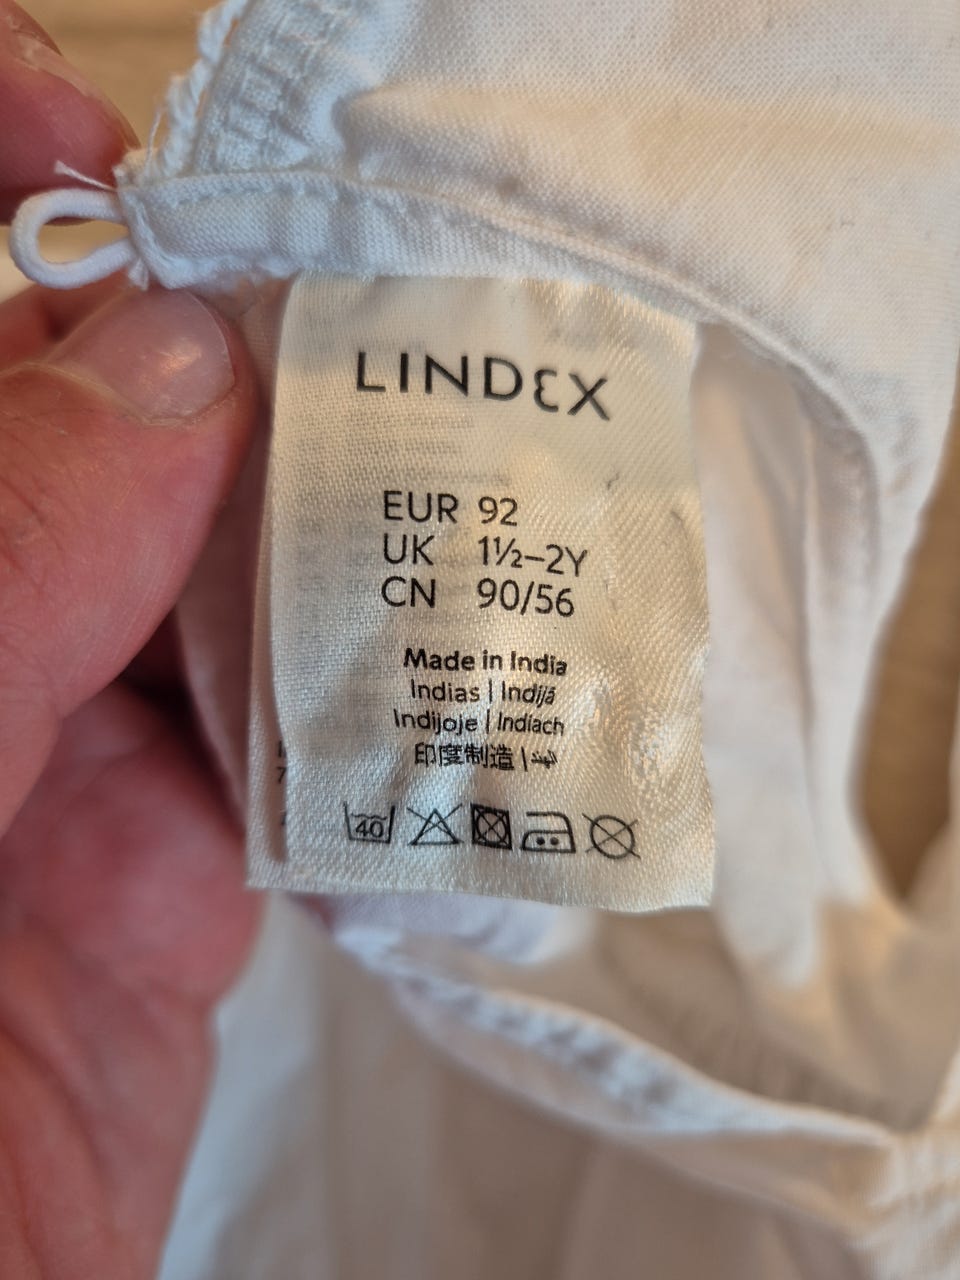 LINDEX
EUR 92
UK 1½–2Y
CN 90/56
Made in India
Indias | Indijā
Indijoje | Indiach
印度制造 |
40